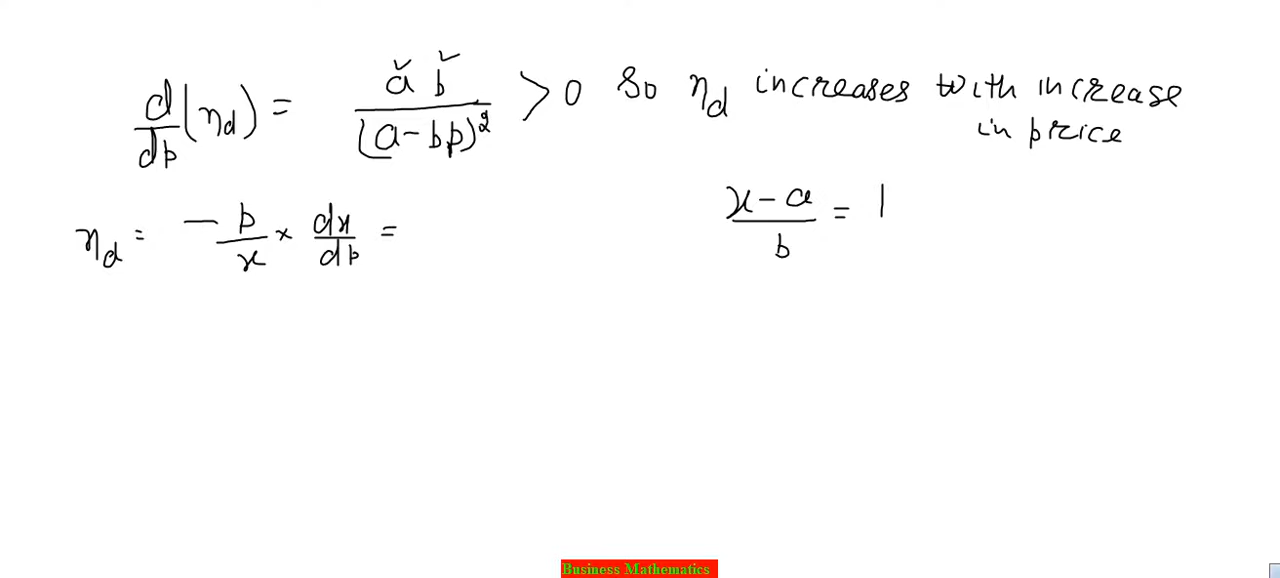 d/dp (η_d) = ǎ b̌ / (a - bp)² > 0 So η_d increases with increase
in price
η_d = - p/x × dx/dp =
x - a / b = 1
Business Mathematics